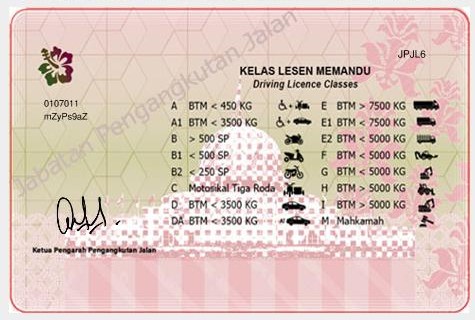 Jabatan Pengangkutan Jalan
JPJL6
KELAS LESEN MEMANDU
Driving Licence Classes
0107011
mZyPs9aZ
A BTM < 450 KG E BTM > 7500 KG
A1 BTM < 3500 KG E1 BTM > 7500 KG
B > 500 SP E2 BTM > 5000 KG
B1 < 500 SP F BTM < 5000 KG
B2 < 250 SP G BTM < 5000 KG
C Motosikal Tiga Roda H BTM > 5000 KG
D BTM < 3500 KG I BTM > 5000 KG
DA BTM < 3500 KG M - Mahkamah
Ketua Pengarah Pengangkutan Jalan